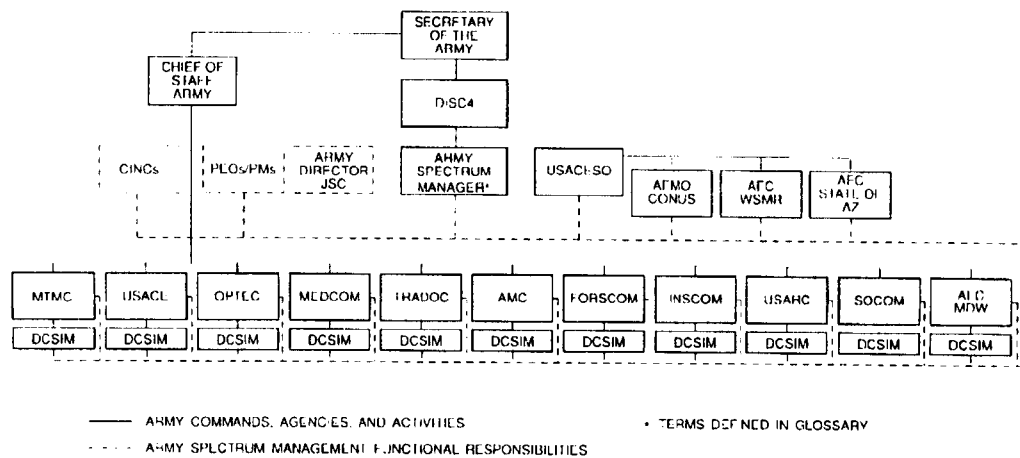 SECRETARY
OF THE
ARMY
CHIEF OF
STAFF
ARMY
DISC4
CINCs
PEOs/PMs
ARMY
DIRECTOR
JSC
ARMY
SPECTRUM
MANAGER*
USACESO
AFMO
CONUS
AFC
WSMR
AFC
STATE OF
AZ
MTMC
USACE
OPTEC
MEDCOM
TRADOC
AMC
FORSCOM
INSCOM
USARC
SOCOM
AFC
MDW
DCSIM
DCSIM
DCSIM
DCSIM
DCSIM
DCSIM
DCSIM
DCSIM
DCSIM
DCSIM
DCSIM
ARMY COMMANDS, AGENCIES, AND ACTIVITIES
* TERMS DEFINED IN GLOSSARY
ARMY SPECTRUM MANAGEMENT FUNCTIONAL RESPONSIBILITIES